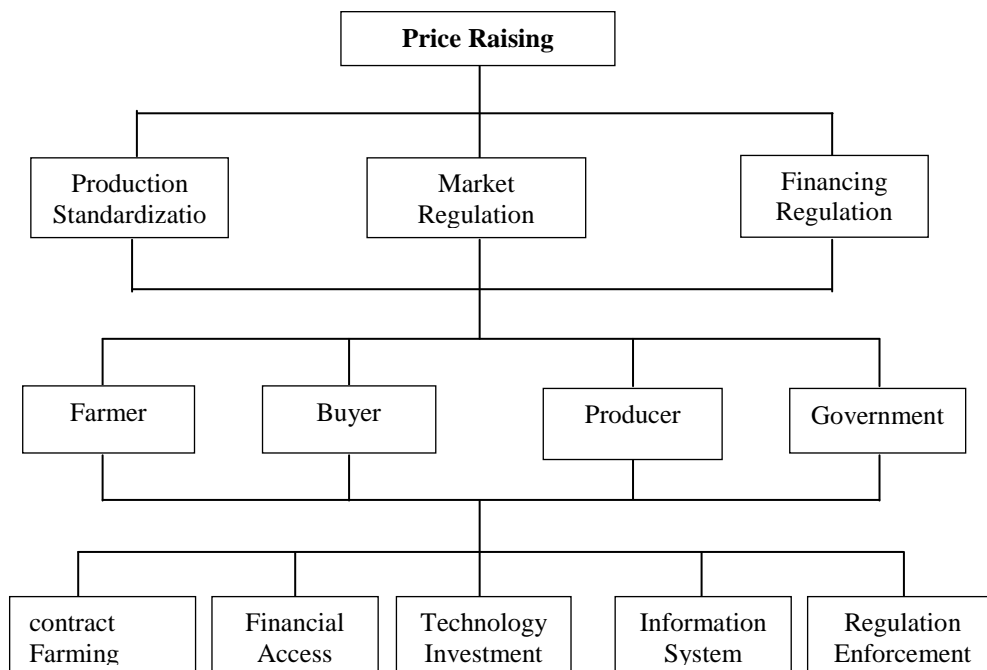 Price Raising
Production
Standardizatio
Market
Regulation
Financing
Regulation
Farmer
Buyer
Producer
Government
contract
Farming
Financial
Access
Technology
Investment
Information
System
Regulation
Enforcement